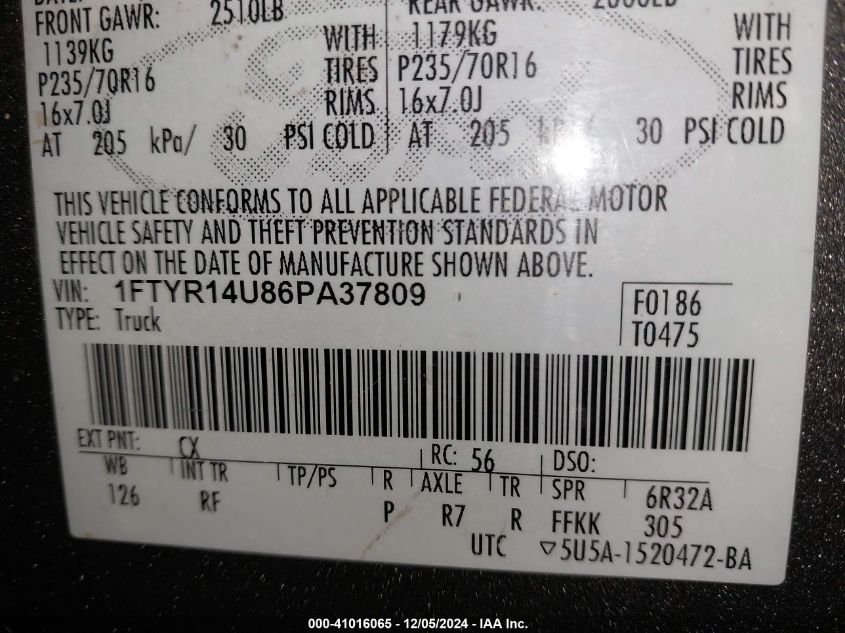 FRONT GAWR: 2510LB REAR GAWR:
1139KG WITH 1179KG WITH
P235/70R16 TIRES P235/70R16 TIRES
16x7.0J RIMS 16x7.0J RIMS
AT 205 kPa/ 30 PSI COLD AT 205 kPa/ 30 PSI COLD
THIS VEHICLE CONFORMS TO ALL APPLICABLE FEDERAL MOTOR
VEHICLE SAFETY AND THEFT PREVENTION STANDARDS IN
EFFECT ON THE DATE OF MANUFACTURE SHOWN ABOVE.
VIN: 1FTYR14U86PA37809 F0186
TYPE: Truck T0475
EXT PNT: CX RC: 56 DSO:
WB INT TR TP/PS R AXLE TR SPR 6R32A
126 RF P R7 R FFKK 305
UTC ▽5U5A-1520472-BA
000-41016065 - 12/05/2024 - IAA Inc.